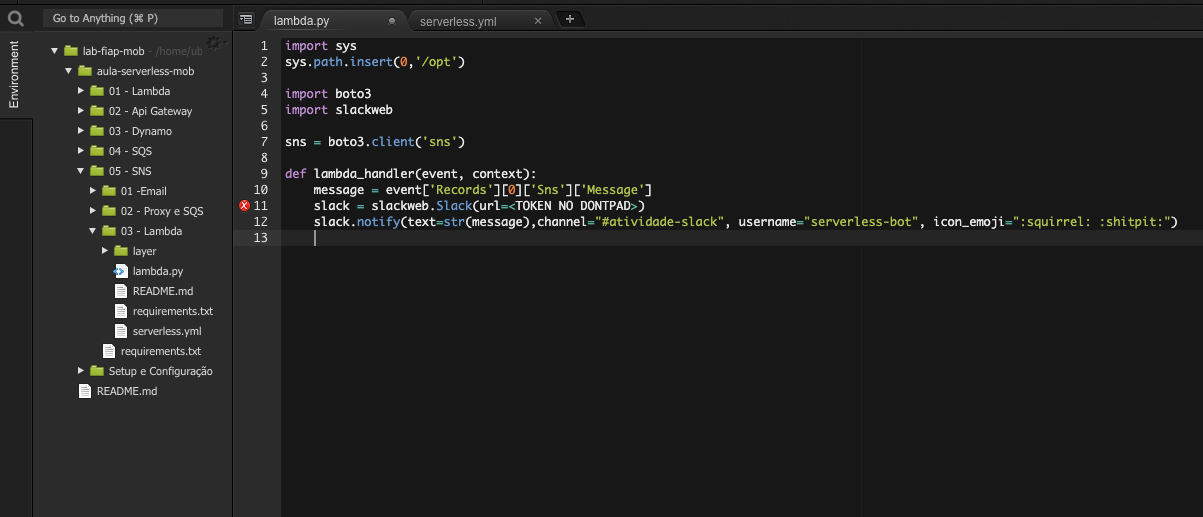 Go to Anything (⌘ P)
lambda.py
serverless.yml
Environment
lab-fiap-mob - /home/ub
aula-serverless-mob
01 - Lambda
02 - Api Gateway
03 - Dynamo
04 - SQS
05 - SNS
01 -Email
02 - Proxy e SQS
03 - Lambda
layer
lambda.py
README.md
requirements.txt
serverless.yml
requirements.txt
Setup e Configuração
README.md
1 import sys
2 sys.path.insert(0,'/opt')
3
4 import boto3
5 import slackweb
6
7 sns = boto3.client('sns')
8
9 def lambda_handler(event, context):
10     message = event['Records'][0]['Sns']['Message']
11     slack = slackweb.Slack(url=<TOKEN NO DONTPAD>)
12     slack.notify(text=str(message),channel="#atividade-slack", username="serverless-bot", icon_emoji=":squirrel: :shitpit:")
13